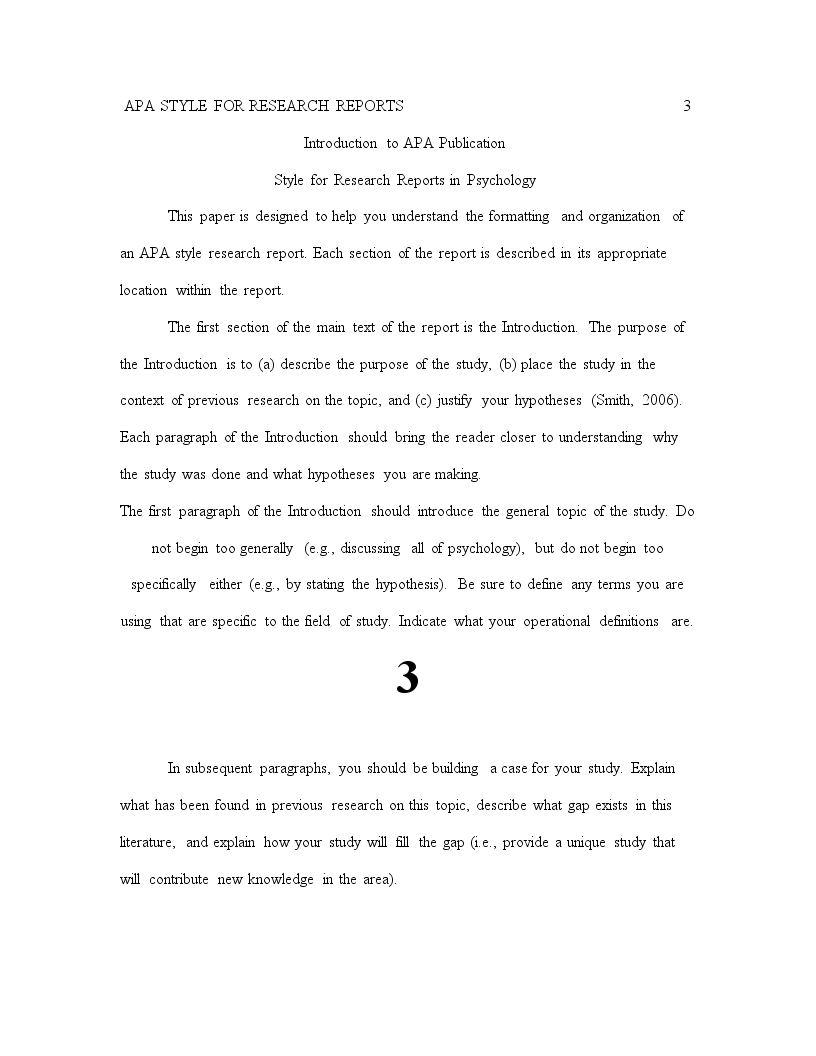 APA STYLE FOR RESEARCH REPORTS 3
Introduction to APA Publication
Style for Research Reports in Psychology
This paper is designed to help you understand the formatting and organization of
an APA style research report. Each section of the report is described in its appropriate
location within the report.
The first section of the main text of the report is the Introduction. The purpose of
the Introduction is to (a) describe the purpose of the study, (b) place the study in the
context of previous research on the topic, and (c) justify your hypotheses (Smith, 2006).
Each paragraph of the Introduction should bring the reader closer to understanding why
the study was done and what hypotheses you are making.
The first paragraph of the Introduction should introduce the general topic of the study. Do
not begin too generally (e.g., discussing all of psychology), but do not begin too
specifically either (e.g., by stating the hypothesis). Be sure to define any terms you are
using that are specific to the field of study. Indicate what your operational definitions are.
3
In subsequent paragraphs, you should be building a case for your study. Explain
what has been found in previous research on this topic, describe what gap exists in this
literature, and explain how your study will fill the gap (i.e., provide a unique study that
will contribute new knowledge in the area).